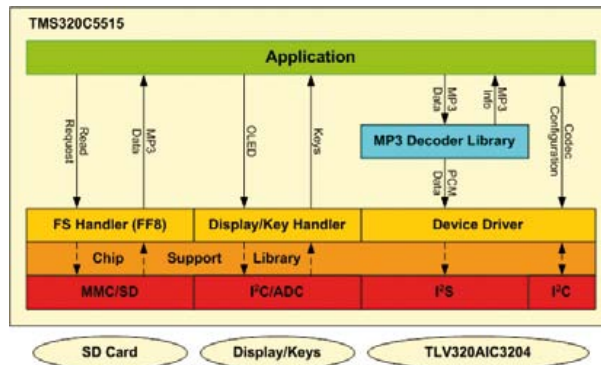 TMS320C5515
Application
Read Request
MP3 Data
OLED
Keys
MP3 Data
MP3 Info
Codec Configuration
MP3 Decoder Library
PCM Data
FS Handler (FF8)
Display/Key Handler
Device Driver
Chip Support Library
MMC/SD
I²C/ADC
I²S
I²C
SD Card
Display/Keys
TLV320AIC3204